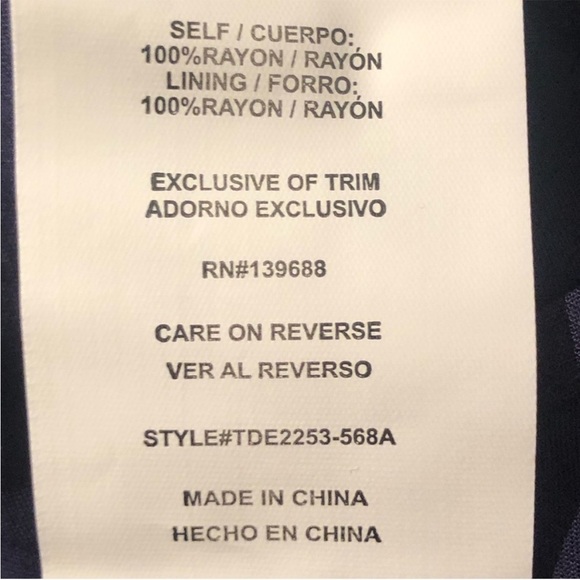 SELF / CUERPO:
100%RAYON / RAYÓN
LINING / FORRO:
100%RAYON / RAYÓN
EXCLUSIVE OF TRIM
ADORNO EXCLUSIVO
RN#139688
CARE ON REVERSE
VER AL REVERSO
STYLE#TDE2253-568A
MADE IN CHINA
HECHO EN CHINA